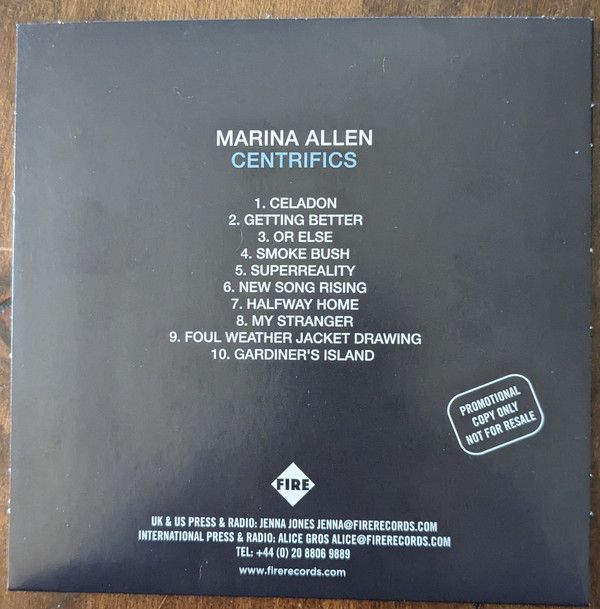 MARINA ALLEN
CENTRIFICS
1. CELADON
2. GETTING BETTER
3. OR ELSE
4. SMOKE BUSH
5. SUPERREALITY
6. NEW SONG RISING
7. HALFWAY HOME
8. MY STRANGER
9. FOUL WEATHER JACKET DRAWING
10. GARDINER'S ISLAND
PROMOTIONAL
COPY ONLY
NOT FOR RESALE
FIRE
UK & US PRESS & RADIO: JENNA JONES JENNA@FIRERECORDS.COM
INTERNATIONAL PRESS & RADIO: ALICE GROS ALICE@FIRERECORDS.COM
TEL: +44 (0) 20 8806 9889
www.firerecords.com